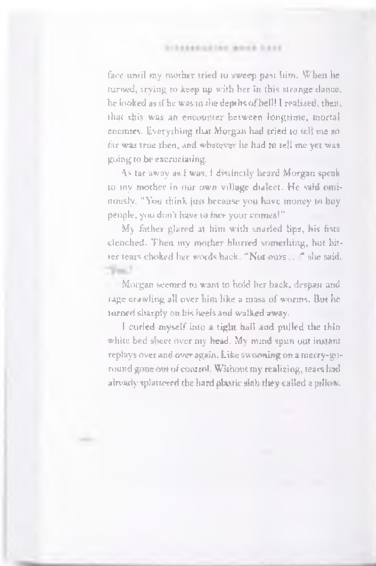 face until my mother tried to sweep past him. When he
turned, trying to keep up with her in this strange dance,
he looked as if he was in the depths of hell! I realized, then,
that this was an encounter between longtime, mortal
enemies. Everything that Morgan had tried to tell me so
far was true then, and whatever he had to tell me yet was
going to be excruciating.
As far away as I was, I distinctly heard Morgan speak
to my mother in our own village dialect. He said omi-
nously, "You think just because you have money to buy
people, you don't have to face your crimes!"
My father glared at him with snarled lips, his fists
clenched. Then my mother blurted something, but bit-
ter tears choked her words back. "Not ours . . ." she said.
Morgan seemed to want to hold her back, despair and
rage crawling all over him like a mass of worms. But he
turned sharply on his heels and walked away.
I curled myself into a tight ball and pulled the thin
white bed sheet over my head. My mind spun out instant
replays over and over again. Like swooning on a merry-go-
round gone out of control. Without my realizing, tears had
already splattered the hard plastic slab they called a pillow.